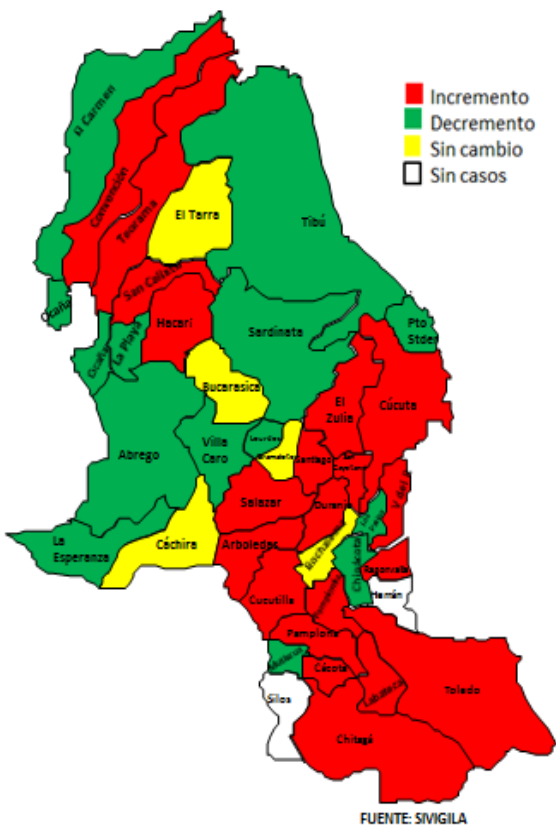 Incremento
Decremento
Sin cambio
Sin casos
El Carmen
Convención
Teorama
El Tarra
Tibú
San Calixto
Ocaña
Hacarí
Ocaña
La Playa
Sardinata
Pto
Stder
Bucarasica
El
Zulia
Cúcuta
Abrego
Villa
Caro
Lourdes
Santiago
Salazar
La
Esperanza
Cáchira
Arboledas
Cucutilla
Ragonvalia
Pamplona
Cácota
Labateca
Toledo
Silos
Chitagá
FUENTE: SIVIGILA